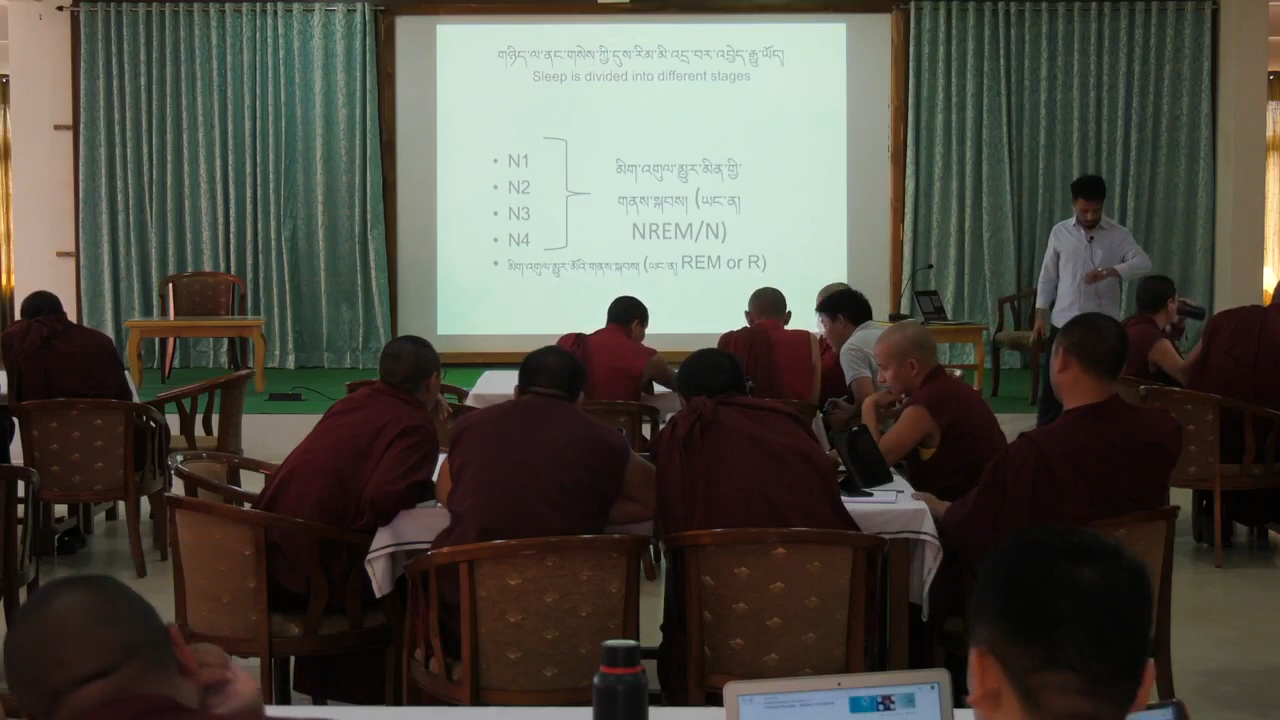 གཉིད་ལ་ནང་གསེས་ཀྱི་དུས་རིམ་མི་འདྲ་བར་འབྱེད་རྒྱུ་ཡོད།
Sleep is divided into different stages
• N1
• N2
• N3
• N4
མིག་འགུལ་མྱུར་མིན་གྱི་
གནས་སྐབས། (ཡང་ན།
NREM/N)
• མིག་འགུལ་མྱུར་མོའི་གནས་སྐབས། (ཡང་ན། REM or R)